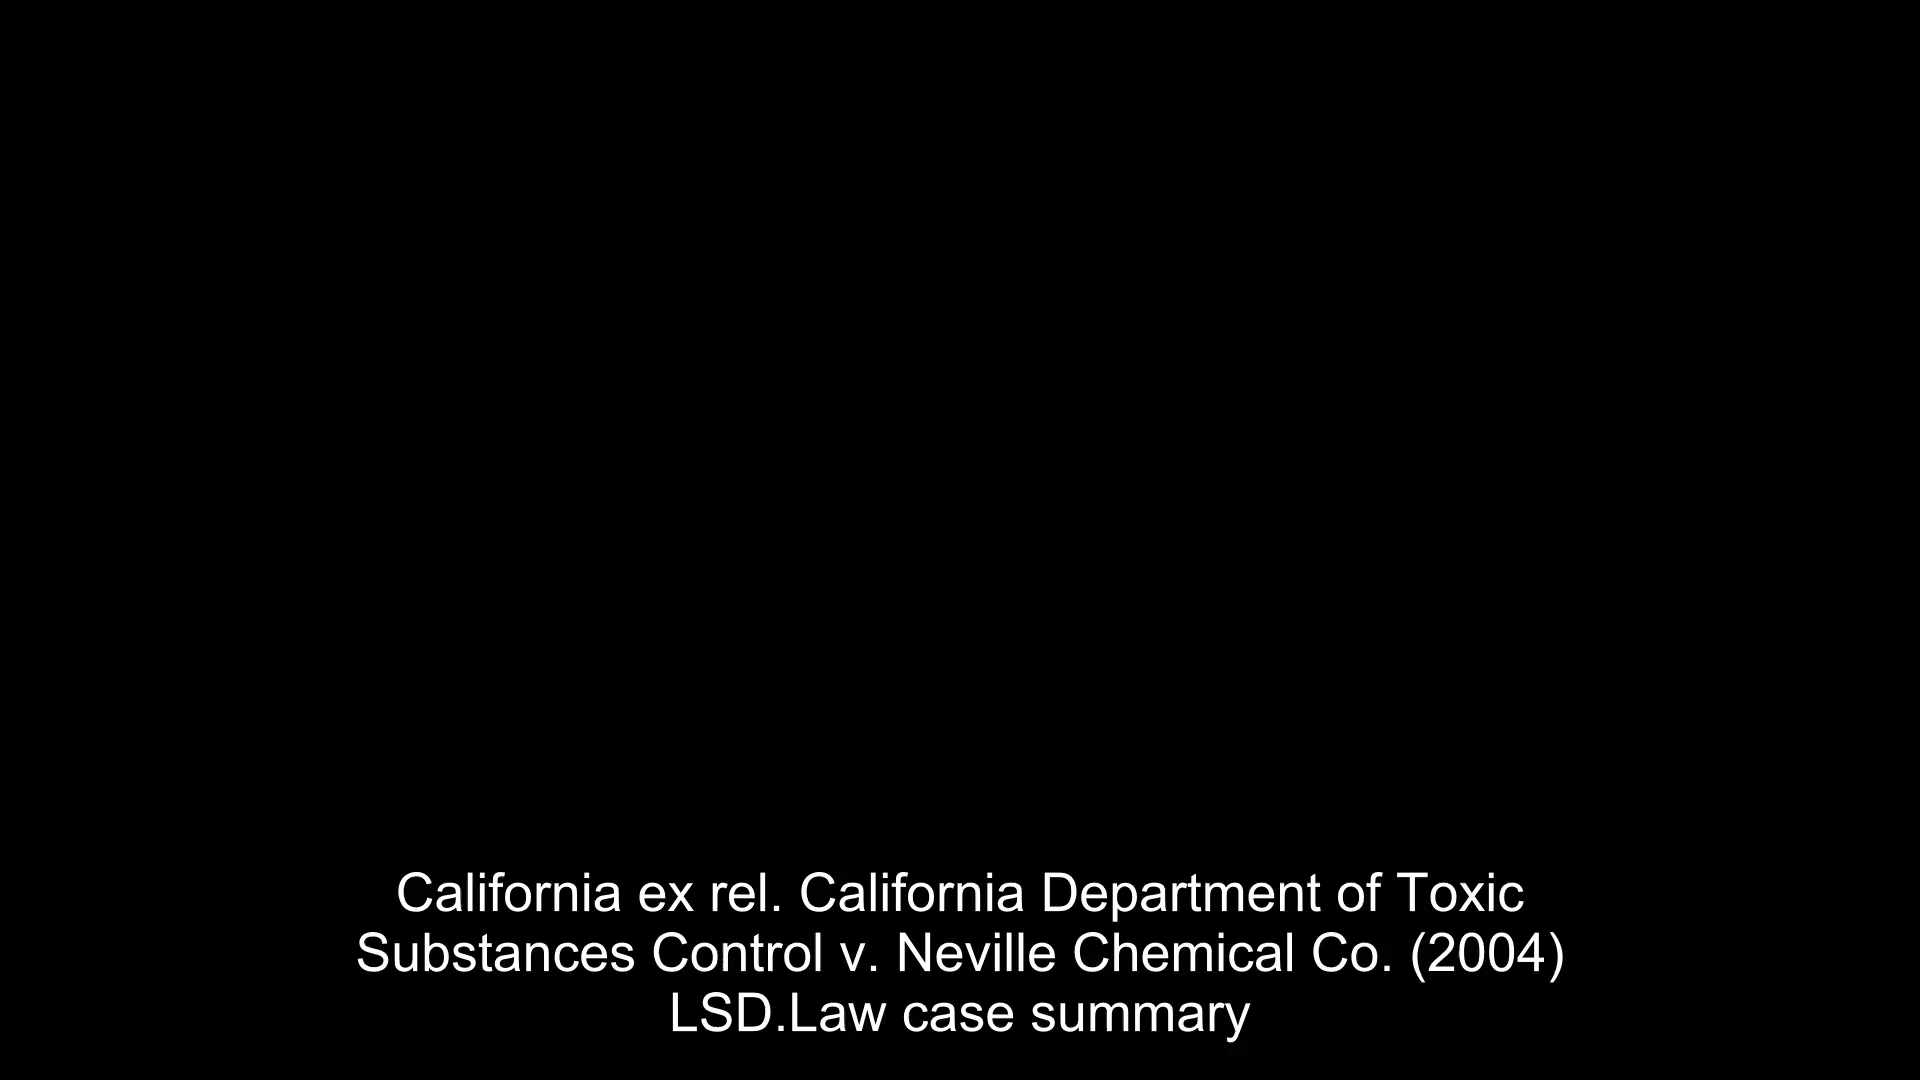 California ex rel. California Department of Toxic
Substances Control v. Neville Chemical Co. (2004)
LSD.Law case summary